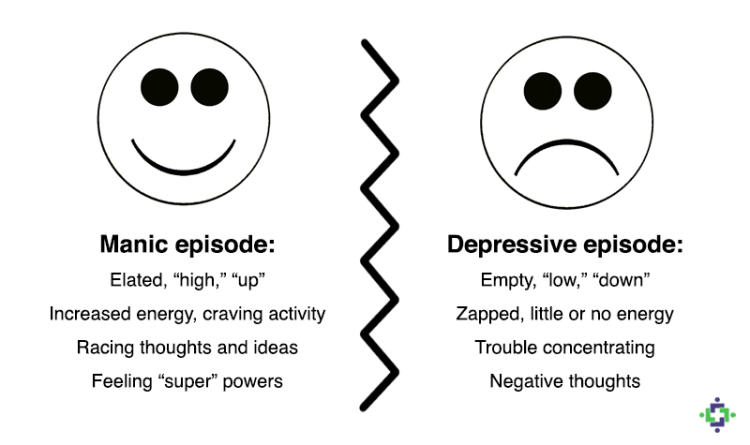 Manic episode:
Elated, “high,” “up”
Increased energy, craving activity
Racing thoughts and ideas
Feeling “super” powers
Depressive episode:
Empty, “low,” “down”
Zapped, little or no energy
Trouble concentrating
Negative thoughts